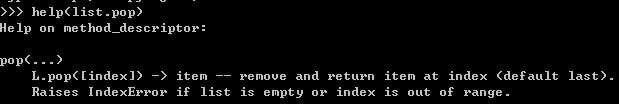 >>> help(list.pop)
Help on method_descriptor:
pop(...)
L.pop([index]) -> item -- remove and return item at index (default last).
Raises IndexError if list is empty or index is out of range.